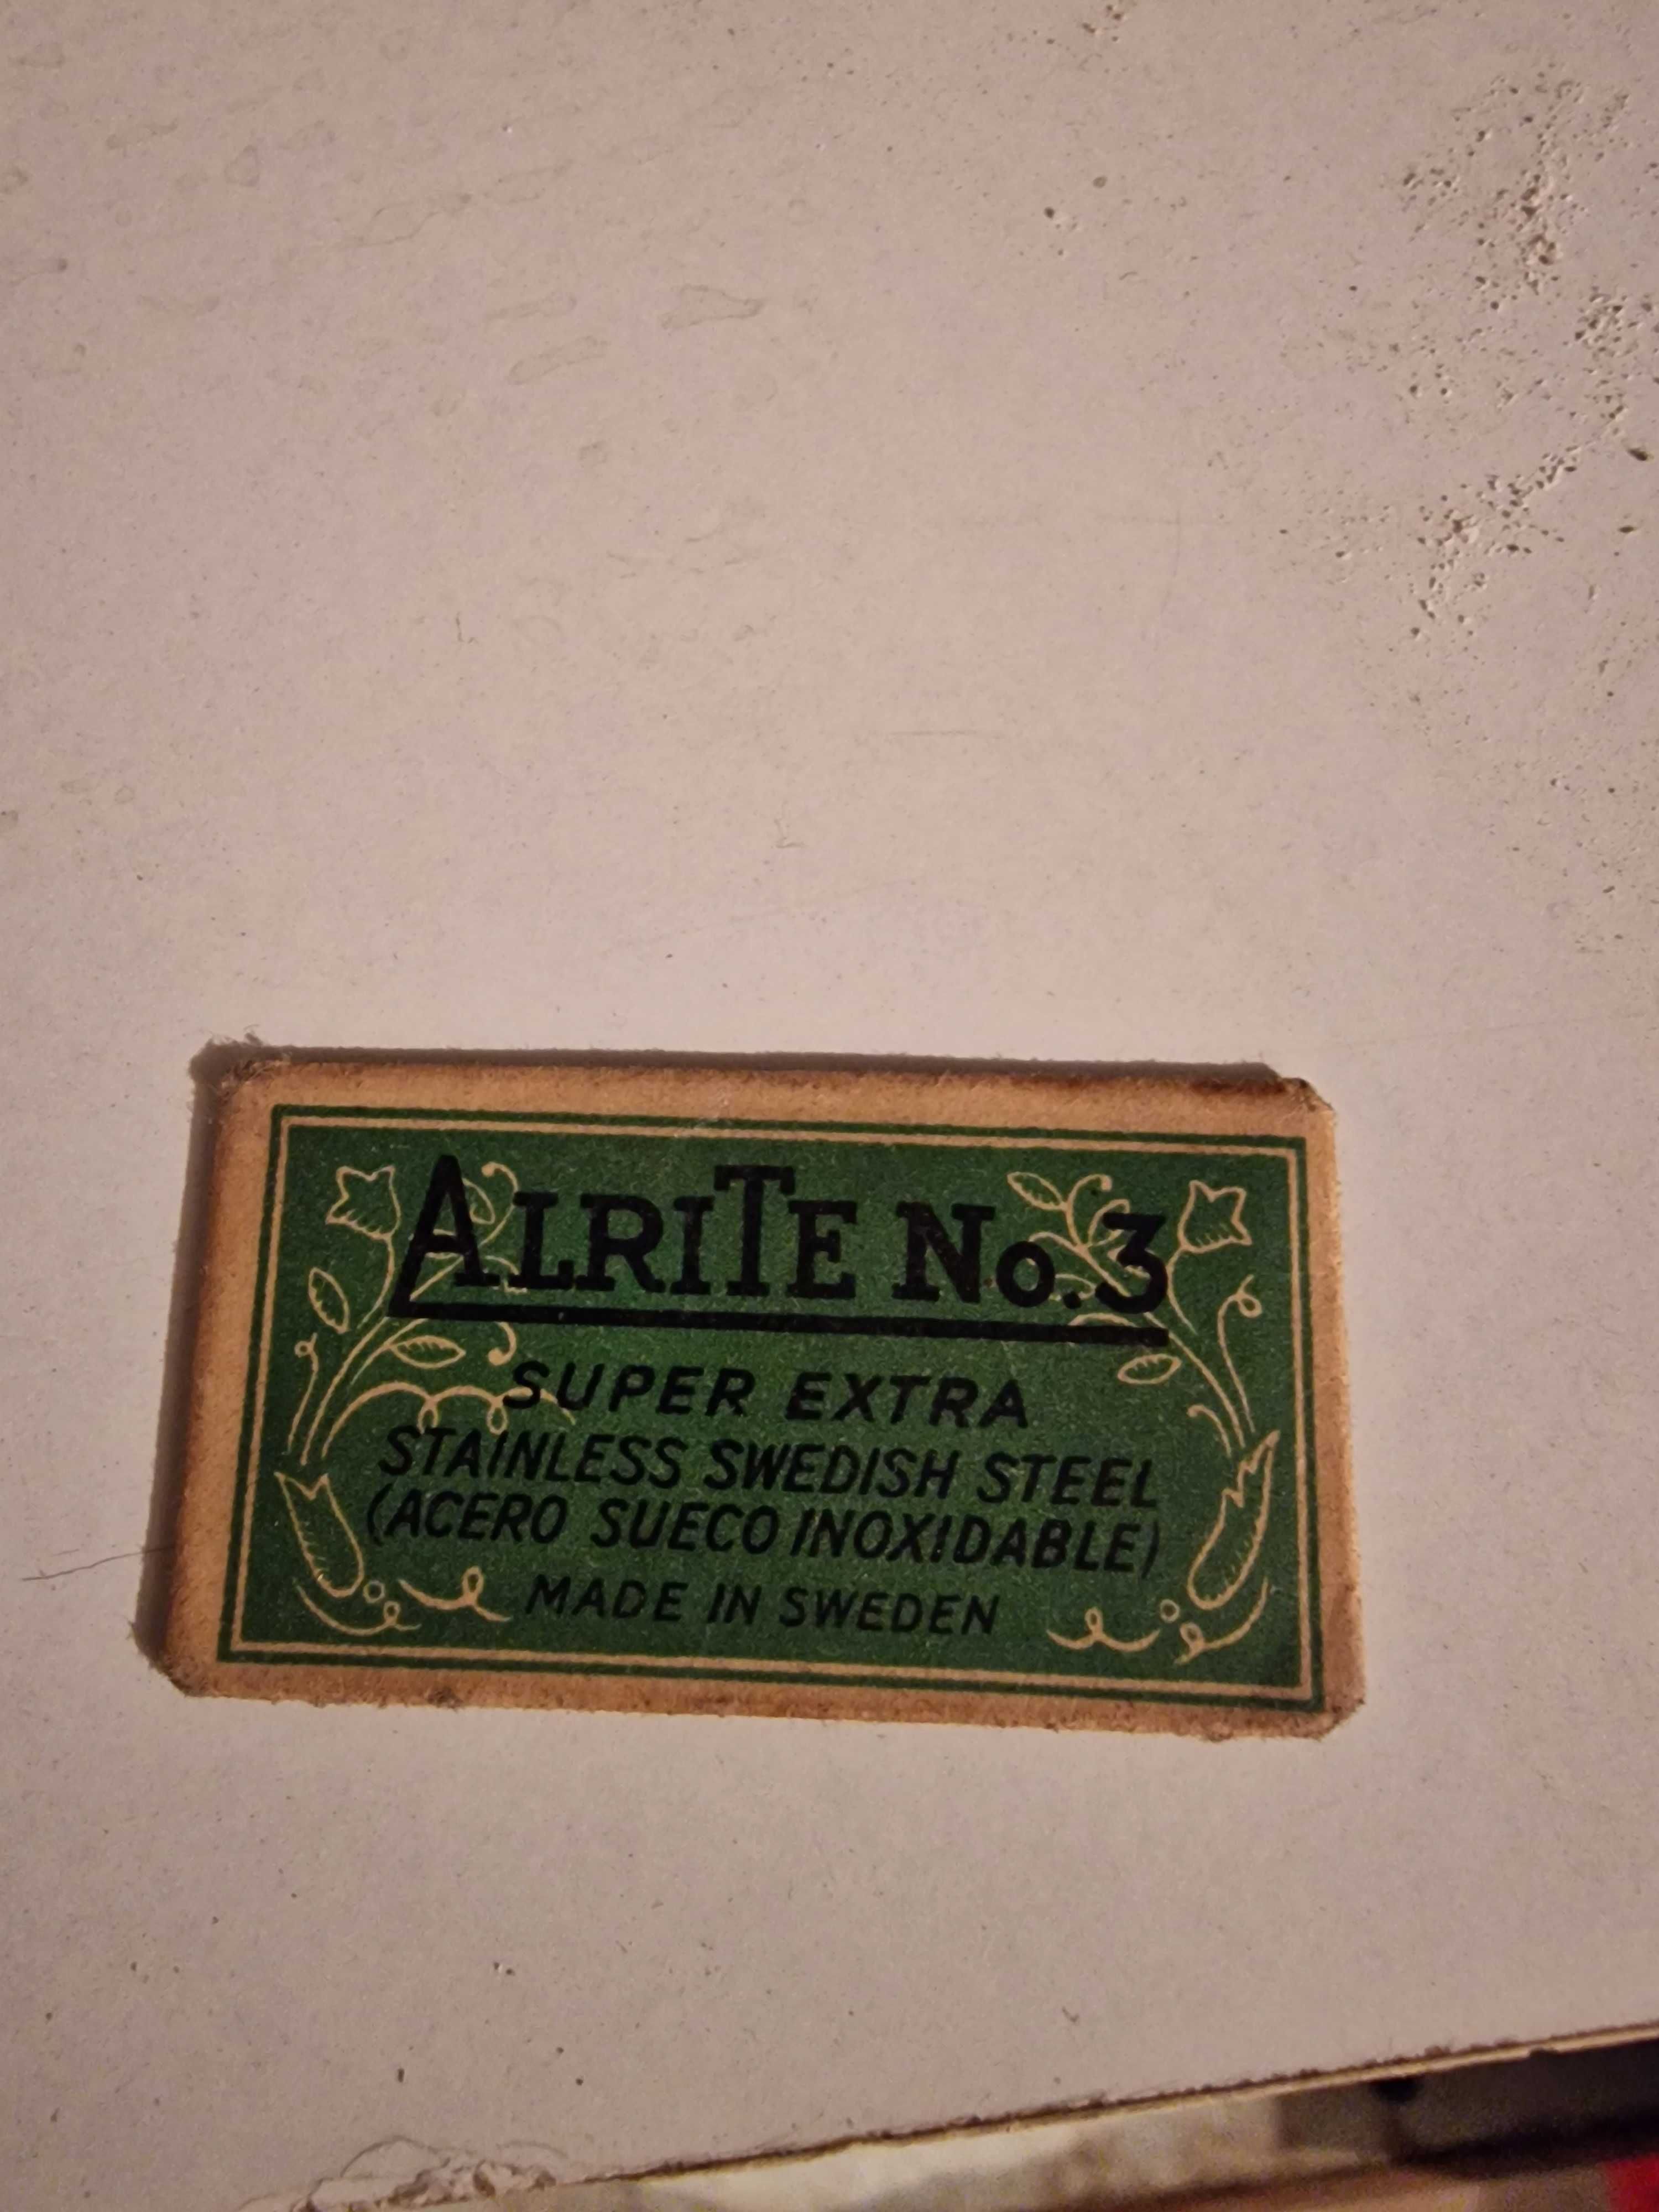 ALRITE No. 3
SUPER EXTRA
STAINLESS SWEDISH STEEL
(ACERO SUECO INOXIDABLE)
MADE IN SWEDEN